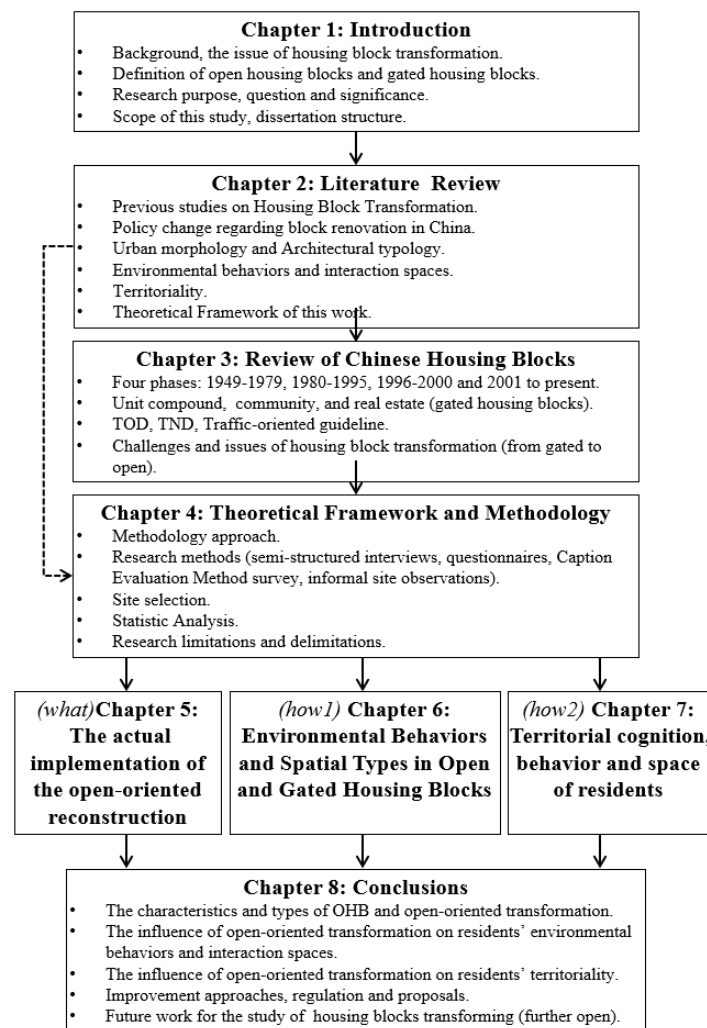 Chapter 1: Introduction
• Background, the issue of housing block transformation.
• Definition of open housing blocks and gated housing blocks.
• Research purpose, question and significance.
• Scope of this study, dissertation structure.
Chapter 2: Literature Review
• Previous studies on Housing Block Transformation.
• Policy change regarding block renovation in China.
• Urban morphology and Architectural typology.
• Environmental behaviors and interaction spaces.
• Territoriality.
• Theoretical Framework of this work.
Chapter 3: Review of Chinese Housing Blocks
• Four phases: 1949-1979, 1980-1995, 1996-2000 and 2001 to present.
• Unit compound, community, and real estate (gated housing blocks).
• TOD, TND, Traffic-oriented guideline.
• Challenges and issues of housing block transformation (from gated to
open).
Chapter 4: Theoretical Framework and Methodology
• Methodology approach.
• Research methods (semi-structured interviews, questionnaires, Caption
Evaluation Method survey, informal site observations).
• Site selection.
• Statistic Analysis.
• Research limitations and delimitations.
(what)Chapter 5:
The actual
implementation of
the open-oriented
reconstruction
(how1) Chapter 6:
Environmental Behaviors
and Spatial Types in Open
and Gated Housing Blocks
(how2) Chapter 7:
Territorial cognition,
behavior and space
of residents
Chapter 8: Conclusions
• The characteristics and types of OHB and open-oriented transformation.
• The influence of open-oriented transformation on residents' environmental
behaviors and interaction spaces.
• The influence of open-oriented transformation on residents' territoriality.
• Improvement approaches, regulation and proposals.
• Future work for the study of housing blocks transforming (further open).